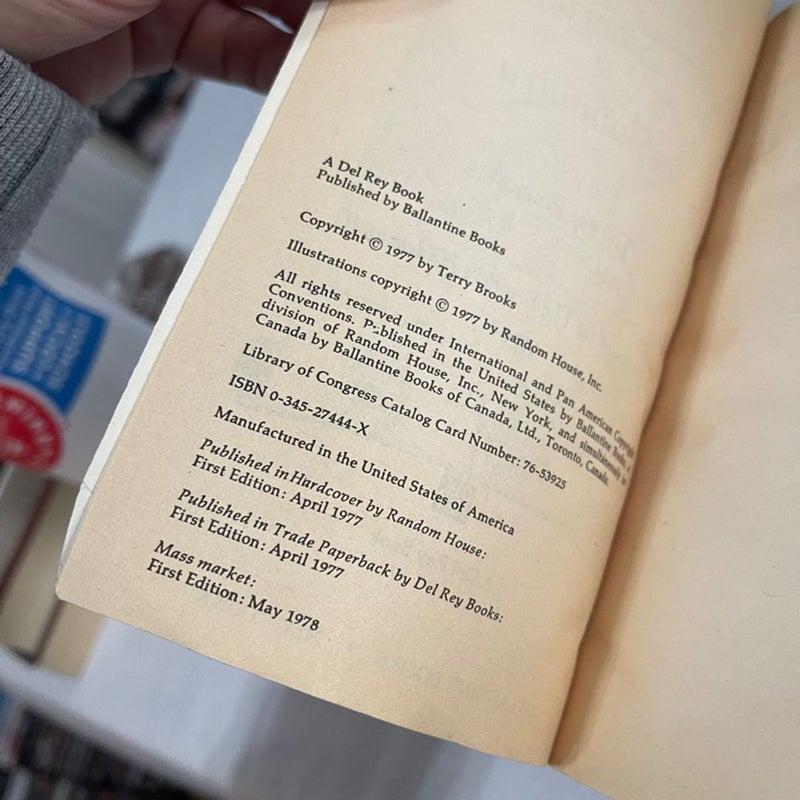 A Del Rey Book
Published by Ballantine Books
Copyright © 1977 by Terry Brooks
Illustrations copyright © 1977 by Random House, Inc.
All rights reserved under International and Pan American Copyright
Conventions. Published in the United States by Ballantine Books, a
division of Random House, Inc., New York, and simultaneously in
Canada by Ballantine Books of Canada, Ltd., Toronto, Canada.
Library of Congress Catalog Card Number: 76-53925
ISBN 0-345-27444-X
Manufactured in the United States of America
Published in Hardcover by Random House:
First Edition: April 1977
Published in Trade Paperback by Del Rey Books:
First Edition: April 1977
Mass market:
First Edition: May 1978